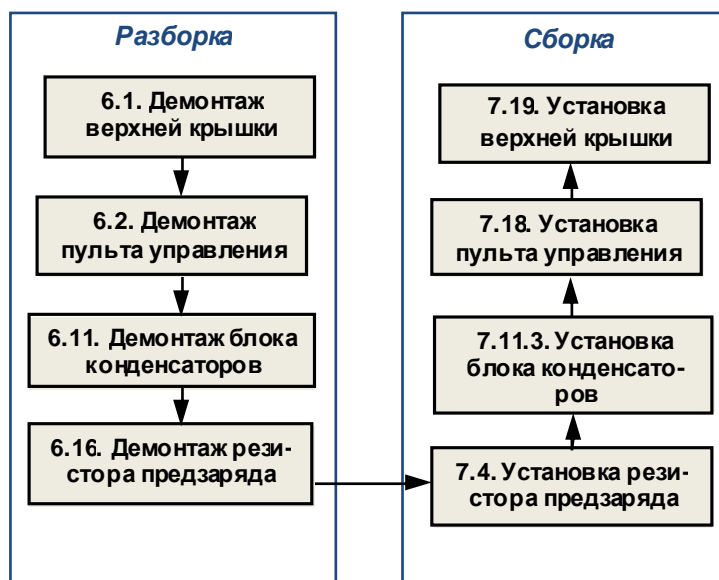 Разборка
6.1. Демонтаж
верхней крышки
6.2. Демонтаж
пульта управления
6.11. Демонтаж блока
конденсаторов
6.16. Демонтаж рези-
стора предзаряда
Сборка
7.19. Установка
верхней крышки
7.18. Установка
пульта управления
7.11.3. Установка
блока конденсато-
ров
7.4. Установка рези-
стора предзаряда